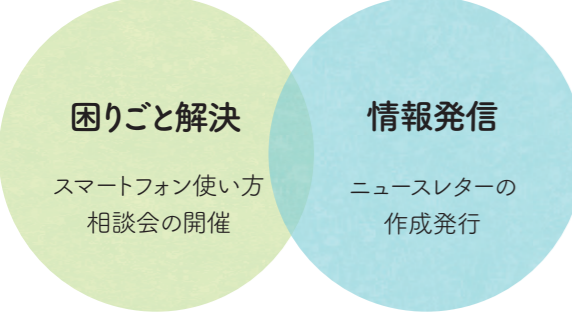 困りごと解決
スマートフォン使い方
相談会の開催
情報発信
ニュースレターの
作成発行